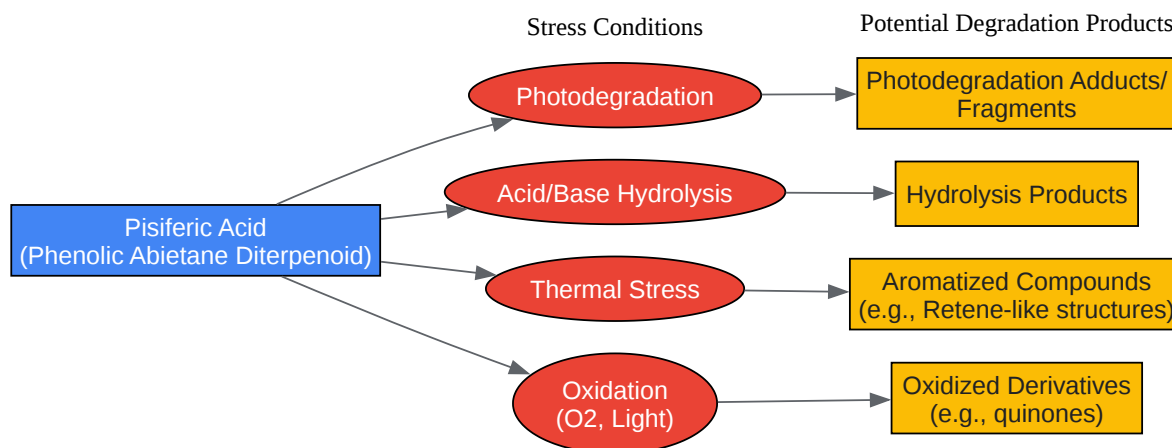 Stress Conditions
Potential Degradation Products
Photodegradation
Photodegradation Adducts/
Fragments
Acid/Base Hydrolysis
Hydrolysis Products
Pisiferic Acid
(Phenolic Abietane Diterpenoid)
Thermal Stress
Aromatized Compounds
(e.g., Retene-like structures)
Oxidation
(O2, Light)
Oxidized Derivatives
(e.g., quinones)